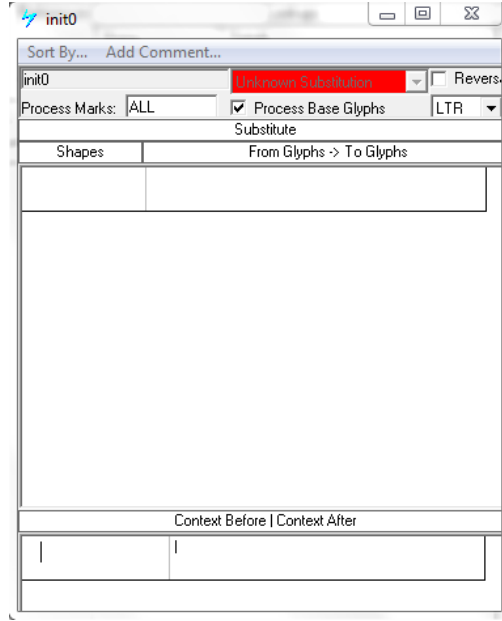 init0
Sort By... Add Comment...
init0 Unknown Substitution Revers
Process Marks: ALL Process Base Glyphs LTR
Substitute
Shapes From Glyphs -> To Glyphs
Context Before | Context After
|